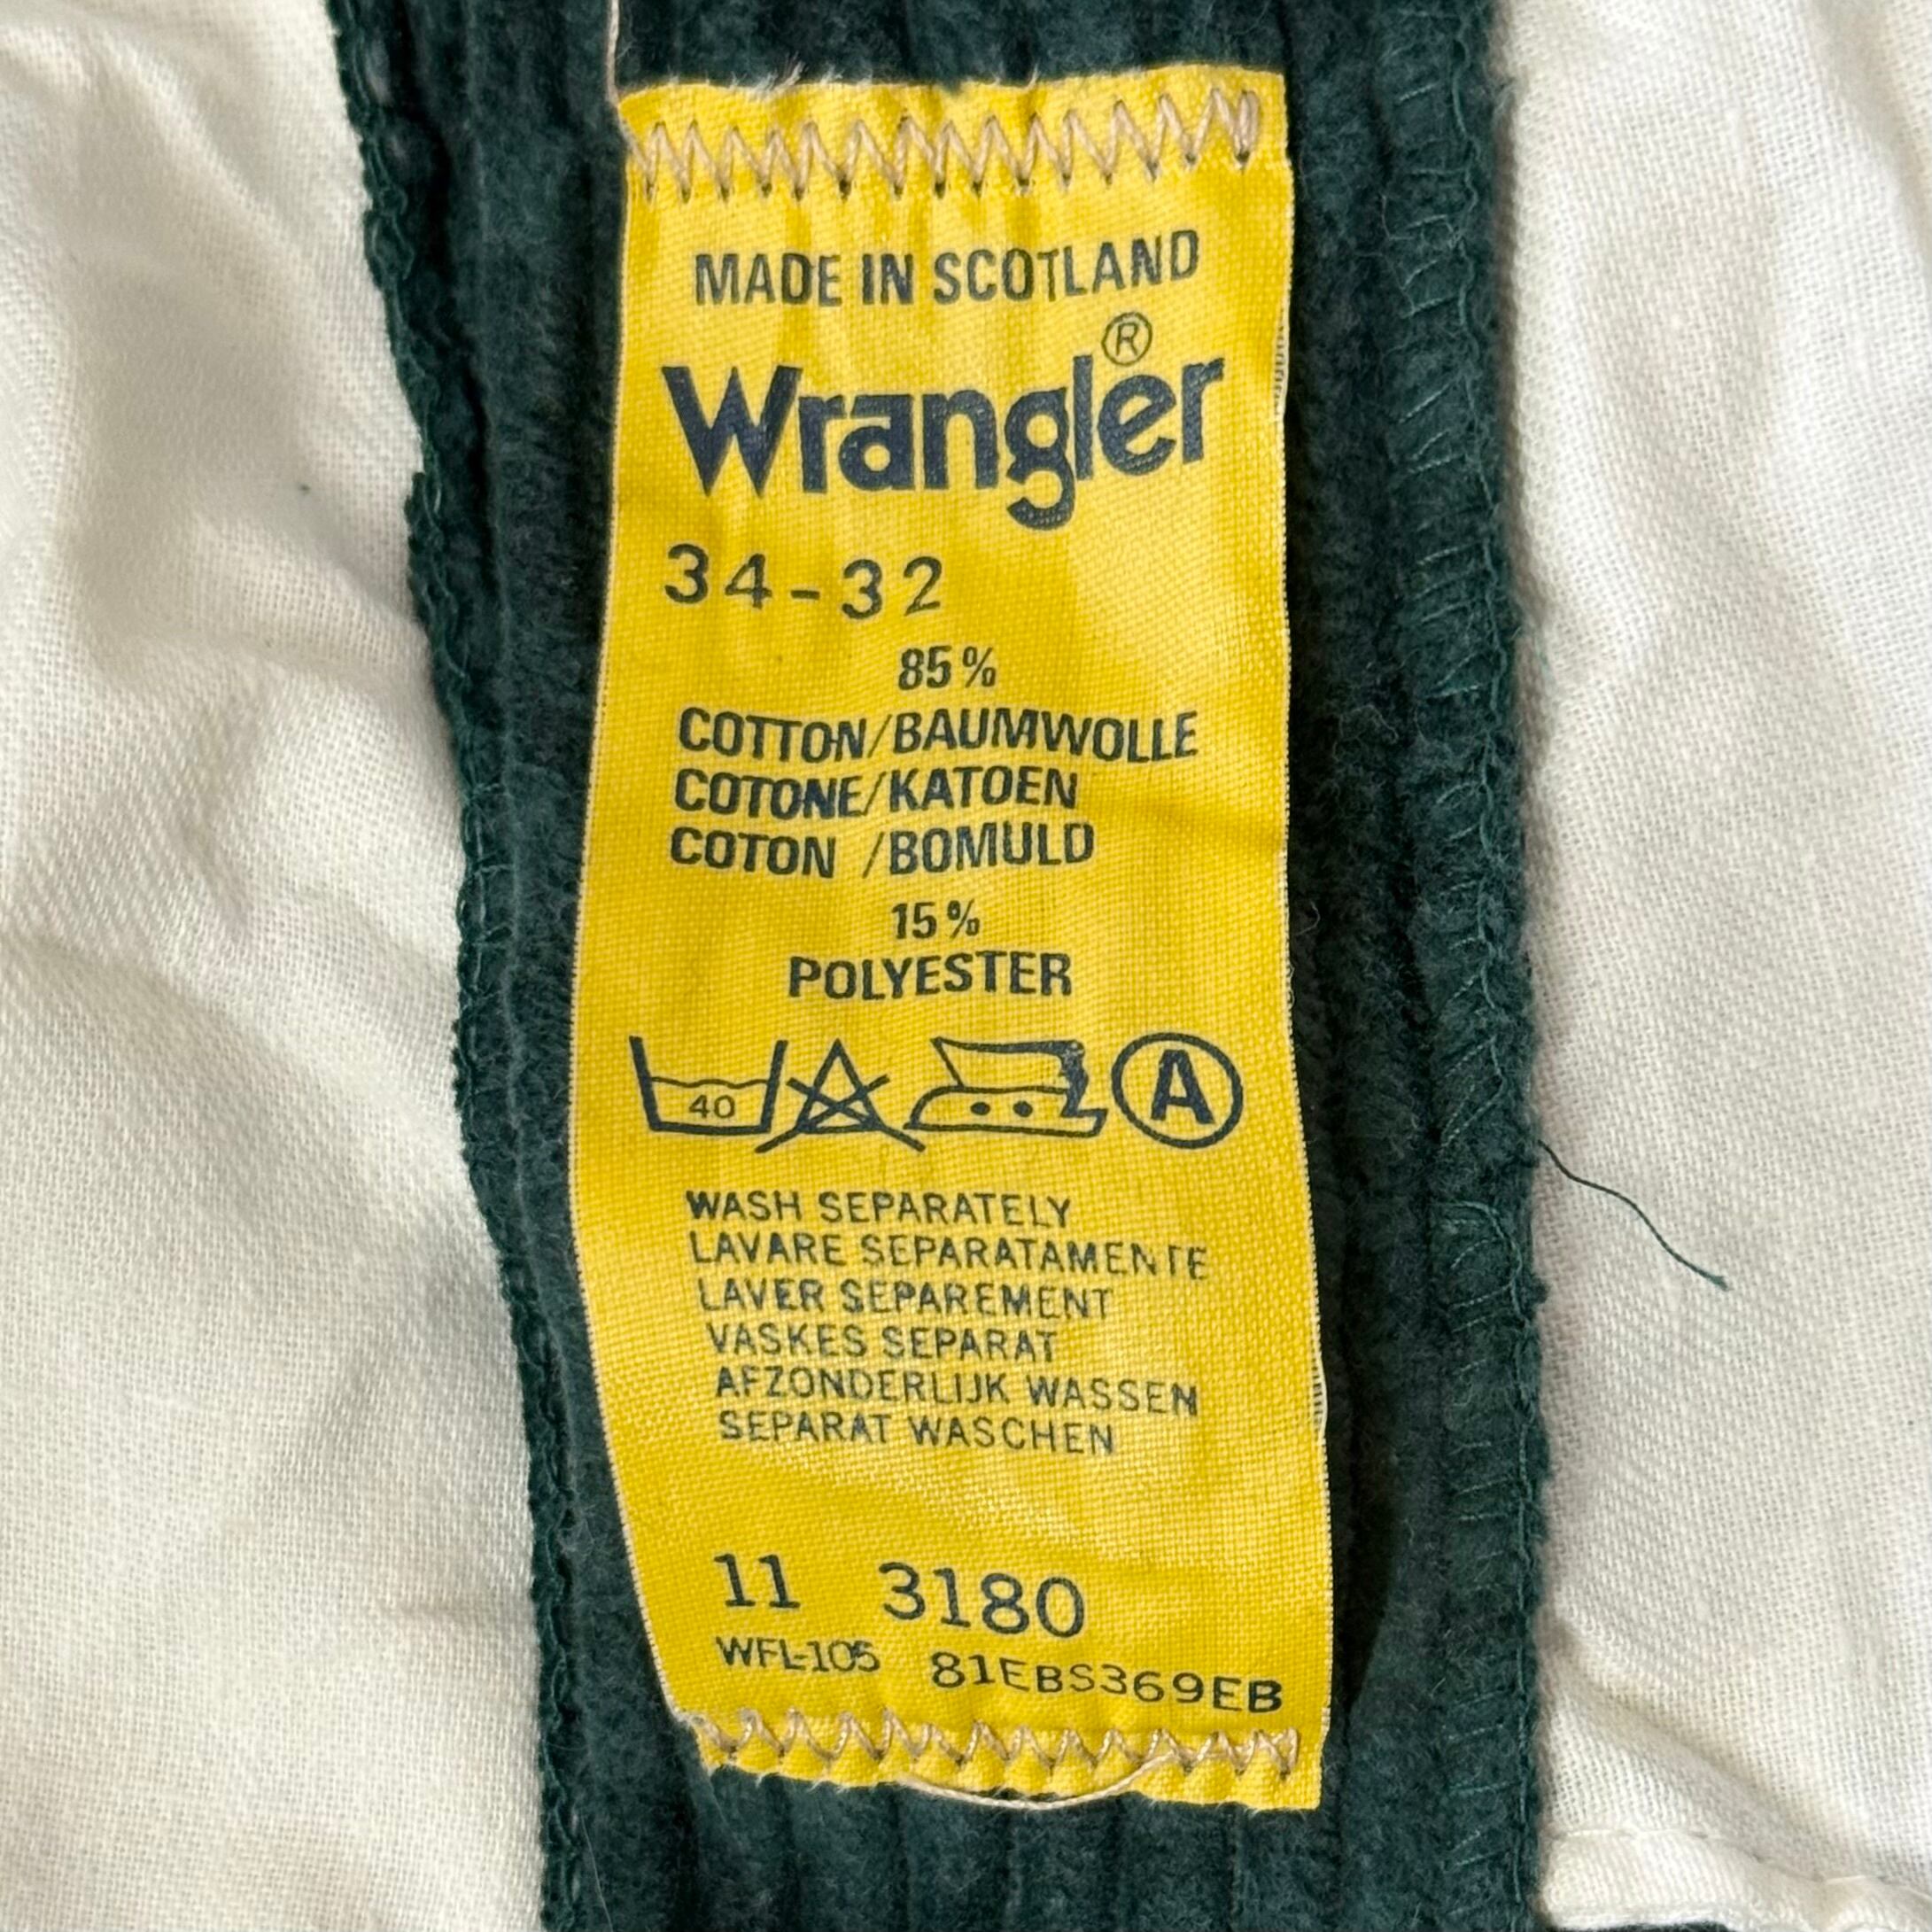 MADE IN SCOTLAND
Wrangler®
34-32
85%
COTTON/BAUMWOLLE
COTONE/KATOEN
COTON /BOMULD
15%
POLYESTER
40 A
WASH SEPARATELY
LAVARE SEPARATAMENTE
LAVER SEPAREMENT
VASKES SEPARAT
AFZONDERLIJK WASSEN
SEPARAT WASCHEN
11 3180
WFL-105 81EBS369EB